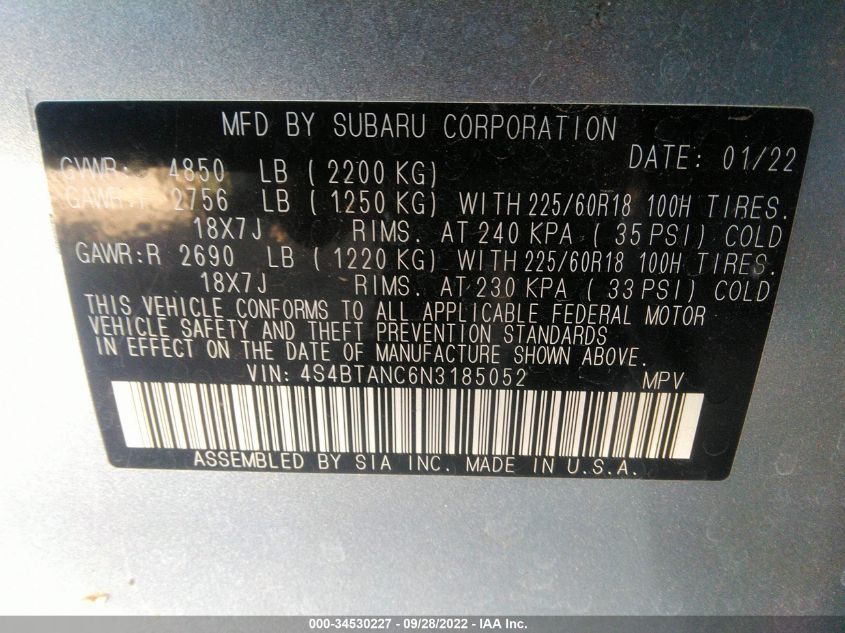 MFD BY SUBARU CORPORATION
DATE: 01/22
GVWR: 4850 LB (2200 KG)
GAWR:F 2756 LB (1250 KG) WITH 225/60R18 100H TIRES.
18X7J RIMS. AT 240 KPA (35 PSI) COLD
GAWR:R 2690 LB (1220 KG) WITH 225/60R18 100H TIRES.
18X7J RIMS. AT 230 KPA (33 PSI) COLD
THIS VEHICLE CONFORMS TO ALL APPLICABLE FEDERAL MOTOR
VEHICLE SAFETY AND THEFT PREVENTION STANDARDS
IN EFFECT ON THE DATE OF MANUFACTURE SHOWN ABOVE.
VIN: 4S4BTANC6N3185052 MPV
ASSEMBLED BY SIA INC. MADE IN U.S.A.
000-34530227 - 09/28/2022 - IAA Inc.